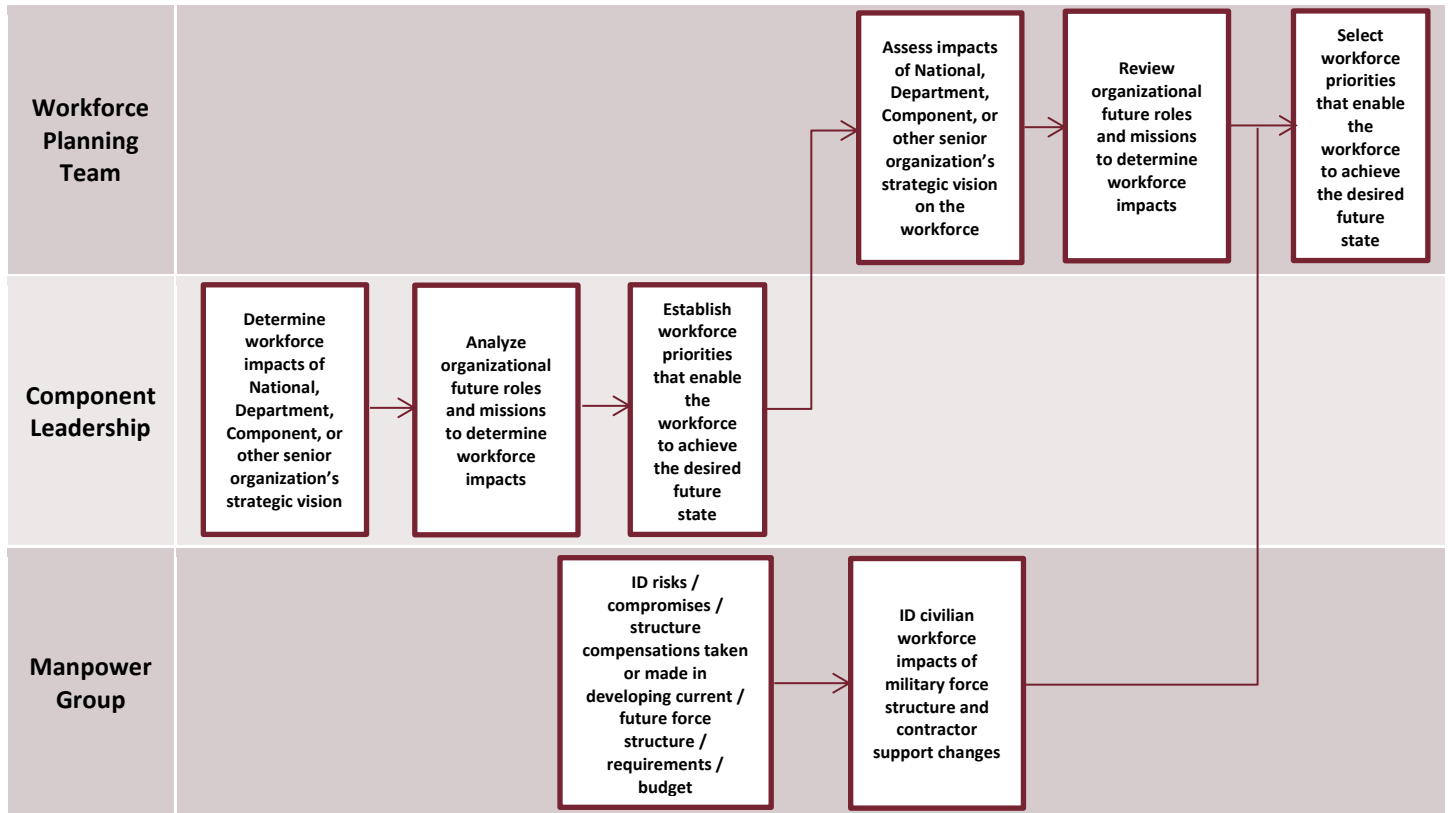 Workforce
Planning
Team
Assess impacts
of National,
Department,
Component, or
other senior
organization’s
strategic vision
on the
workforce
Review
organizational
future roles
and missions
to determine
workforce
impacts
Select
workforce
priorities
that enable
the
workforce
to achieve
the desired
future
state
Component
Leadership
Determine
workforce
impacts of
National,
Department,
Component, or
other senior
organization’s
strategic vision
Analyze
organizational
future roles
and missions
to determine
workforce
impacts
Establish
workforce
priorities
that enable
the
workforce
to achieve
the desired
future
state
Manpower
Group
ID risks /
compromises /
structure
compensations taken
or made in
developing current /
future force
structure /
requirements /
budget
ID civilian
workforce
impacts of
military force
structure and
contractor
support changes